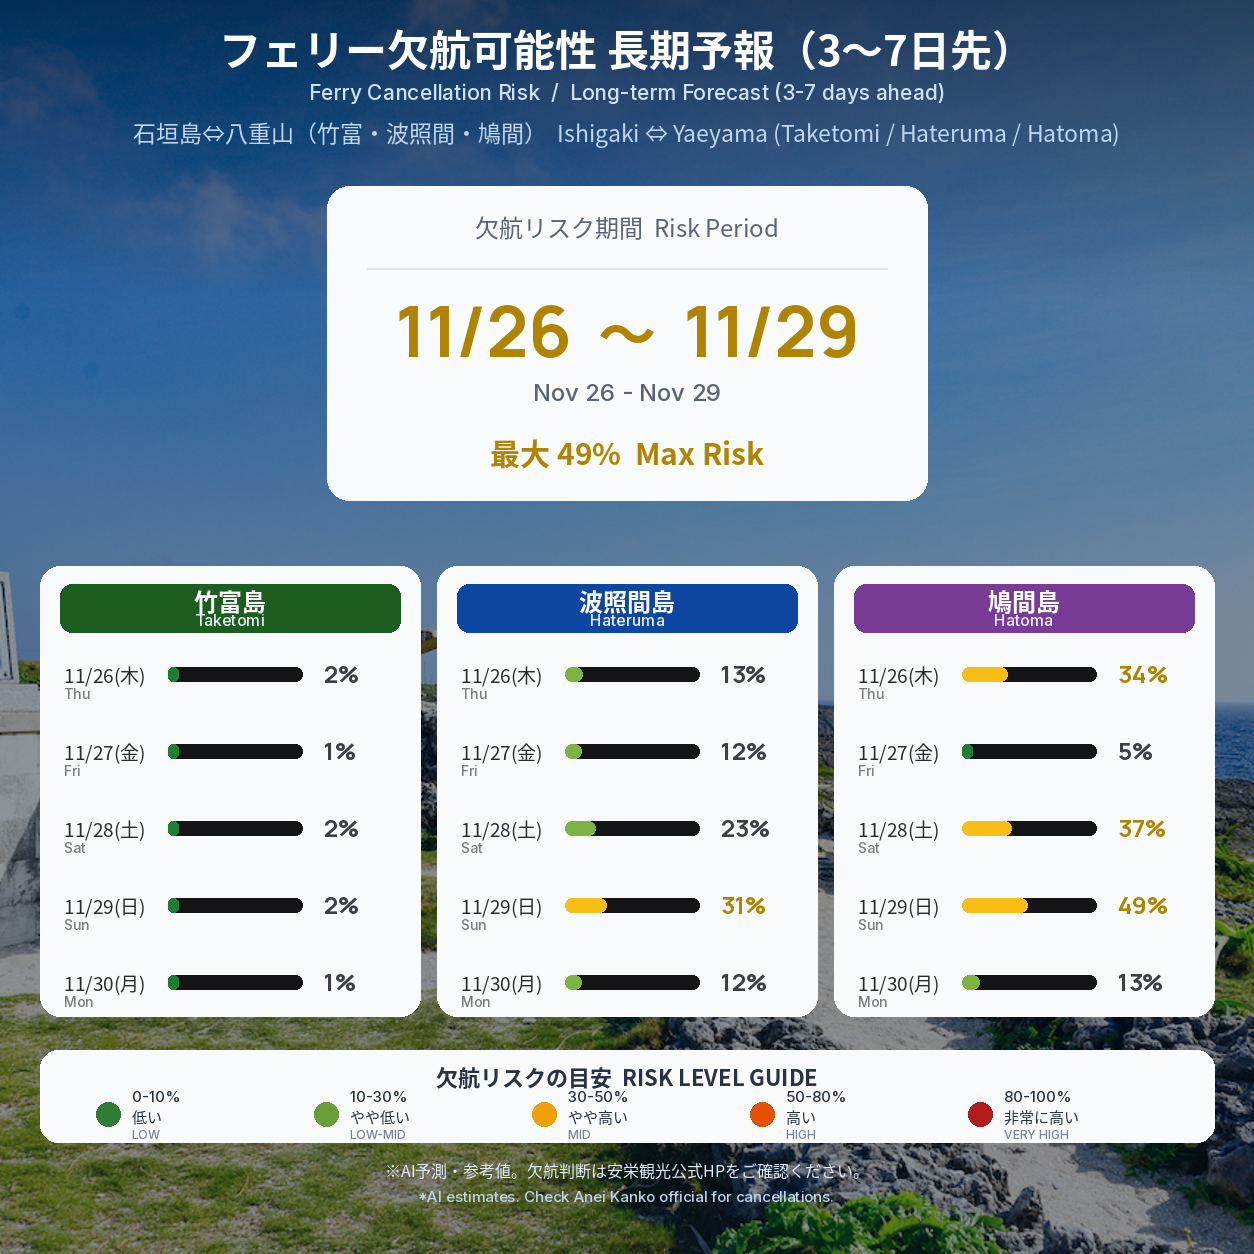 フェリー欠航可能性 長期予報（3〜7日先）
Ferry Cancellation Risk / Long-term Forecast (3-7 days ahead)
石垣島⇔八重山（竹富・波照間・鳩間） Ishigaki ⇔ Yaeyama (Taketomi / Hateruma / Hatoma)
欠航リスク期間 Risk Period
11/26 〜 11/29
Nov 26 - Nov 29
最大 49% Max Risk
竹富島
Taketomi
11/26(木) 2%
Thu
11/27(金) 1%
Fri
11/28(土) 2%
Sat
11/29(日) 2%
Sun
11/30(月) 1%
Mon
波照間島
Hateruma
11/26(木) 13%
Thu
11/27(金) 12%
Fri
11/28(土) 23%
Sat
11/29(日) 31%
Sun
11/30(月) 12%
Mon
鳩間島
Hatoma
11/26(木) 34%
Thu
11/27(金) 5%
Fri
11/28(土) 37%
Sat
11/29(日) 49%
Sun
11/30(月) 13%
Mon
欠航リスクの目安 RISK LEVEL GUIDE
0-10%
低い
LOW
10-30%
やや低い
LOW-MID
30-50%
やや高い
MID
50-80%
高い
HIGH
80-100%
非常に高い
VERY HIGH
※AI予測・参考値。欠航判断は安栄観光公式HPをご確認ください。
*AI estimates. Check Anei Kanko official for cancellations.